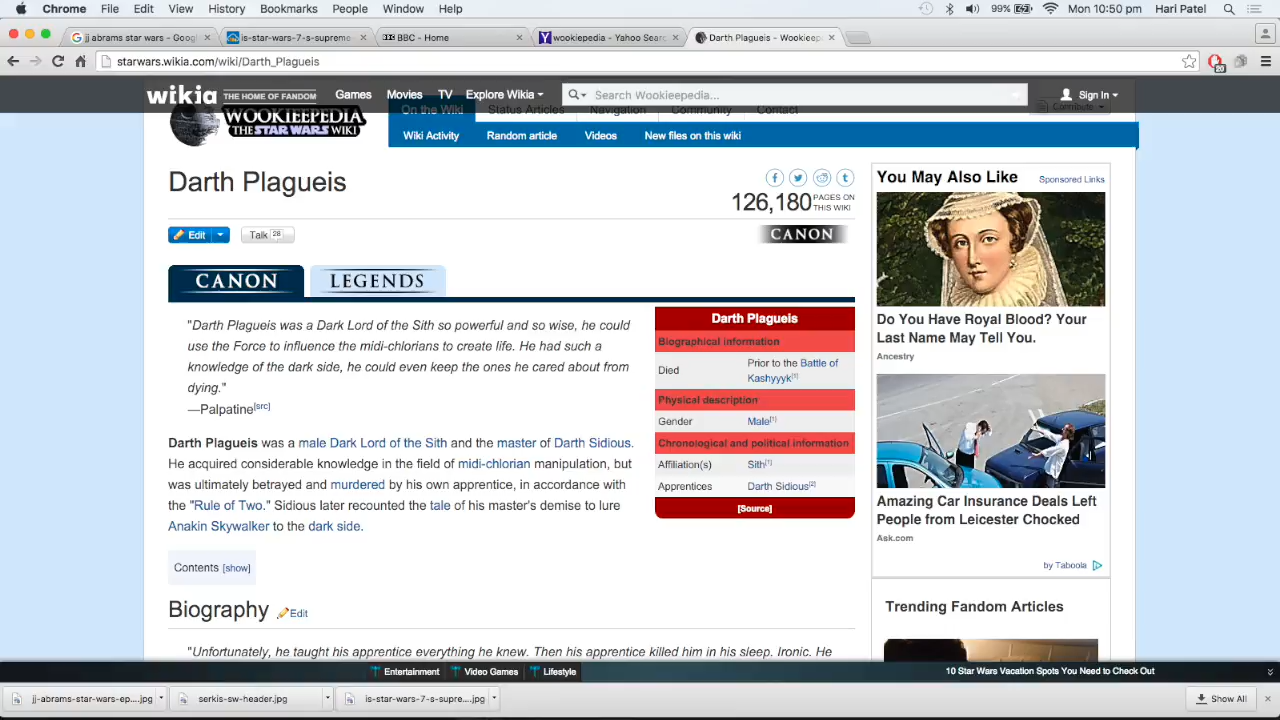 Chrome File Edit View History Bookmarks People Window Help 99% Mon 10:50 pm Hari Patel
jj abrams star wars - Googl is-star-wars-7-s-supreme- BBC - Home wookiepedia - Yahoo Searc Darth Plagueis - Wookieep
starwars.wikia.com/wiki/Darth_Plagueis 20
wikia THE HOME OF FANDOM Games Movies TV Explore Wikia Search Wookieepedia... Sign In
On the Wiki Status Articles Navigation Community Contact Contribute
WOOKIEEPEDIA
THE STAR WARS WIKI
Wiki Activity Random article Videos New files on this wiki
Darth Plagueis
126,180 PAGES ON THIS WIKI
Edit Talk 28
CANON
CANON LEGENDS
"Darth Plagueis was a Dark Lord of the Sith so powerful and so wise, he could
use the Force to influence the midi-chlorians to create life. He had such a
knowledge of the dark side, he could even keep the ones he cared about from
dying."
—Palpatine[src]
Darth Plagueis was a male Dark Lord of the Sith and the master of Darth Sidious.
He acquired considerable knowledge in the field of midi-chlorian manipulation, but
was ultimately betrayed and murdered by his own apprentice, in accordance with
the "Rule of Two." Sidious later recounted the tale of his master's demise to lure
Anakin Skywalker to the dark side.
Contents [show]
Biography Edit
"Unfortunately, he taught his apprentice everything he knew. Then his apprentice killed him in his sleep. Ironic. He
Darth Plagueis
Biographical information
Died Prior to the Battle of
Kashyyyk[1]
Physical description
Gender Male[1]
Chronological and political information
Affiliation(s) Sith[1]
Apprentices Darth Sidious[2]
[Source]
You May Also Like Sponsored Links
Do You Have Royal Blood? Your
Last Name May Tell You.
Ancestry
Amazing Car Insurance Deals Left
People from Leicester Chocked
Ask.com
by Taboola
Trending Fandom Articles
Entertainment Video Games Lifestyle 10 Star Wars Vacation Spots You Need to Check Out
jj-abrams-star-wars-ep....jpg serkis-sw-header.jpg is-star-wars-7-s-supre....jpg Show All